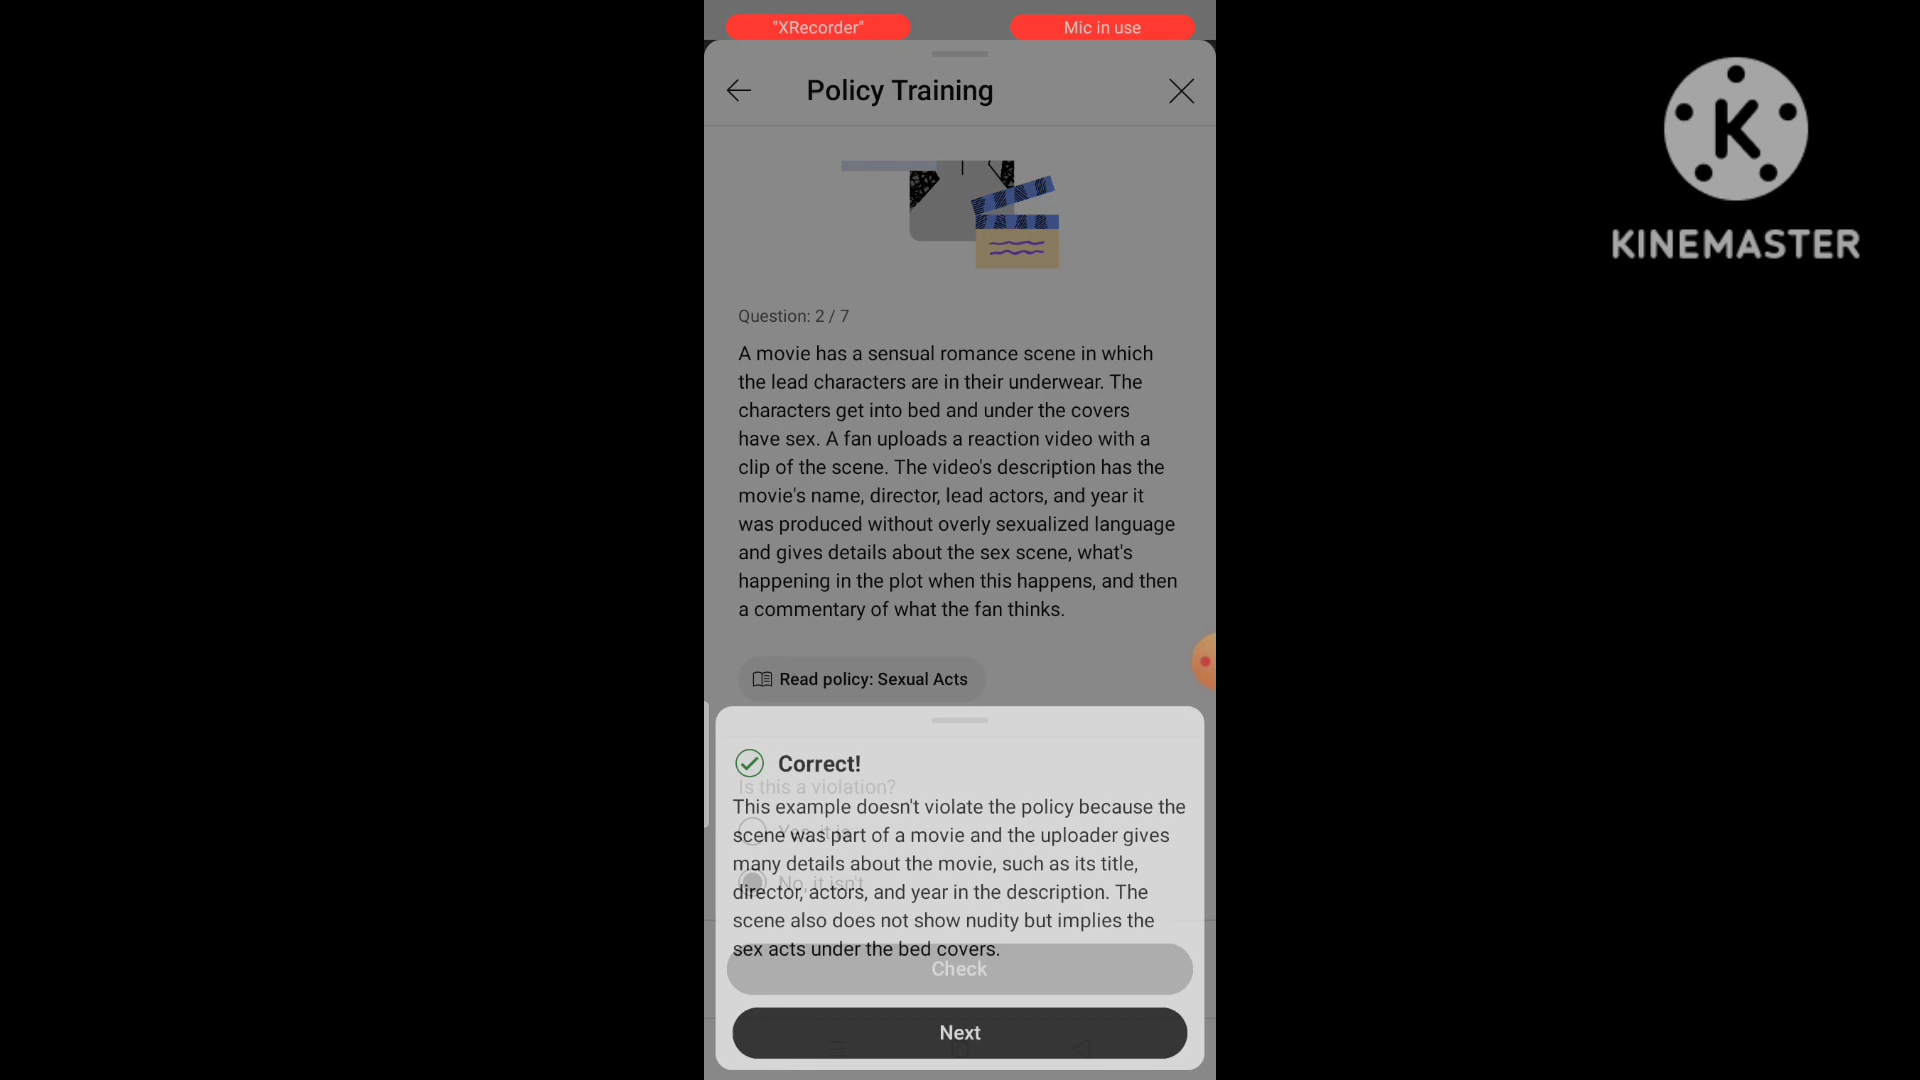 "XRecorder"
Mic in use
Policy Training
K
KINEMASTER
Question: 2 / 7
A movie has a sensual romance scene in which
the lead characters are in their underwear. The
characters get into bed and under the covers
have sex. A fan uploads a reaction video with a
clip of the scene. The video's description has the
movie's name, director, lead actors, and year it
was produced without overly sexualized language
and gives details about the sex scene, what's
happening in the plot when this happens, and then
a commentary of what the fan thinks.
Read policy: Sexual Acts
Correct!
Is this a violation?
This example doesn't violate the policy because the
Yes, it is
scene was part of a movie and the uploader gives
many details about the movie, such as its title,
No, it isn't
director, actors, and year in the description. The
scene also does not show nudity but implies the
sex acts under the bed covers.
Check
Next